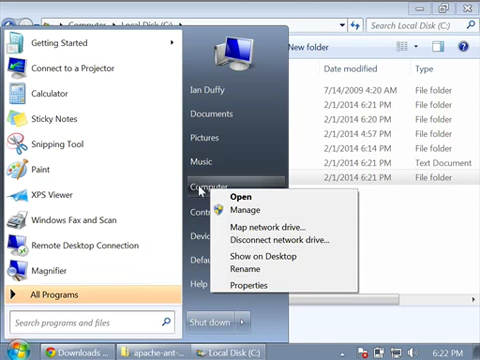 Computer
Local Disk (C:)
Search Local Disk (C:)
Getting Started
Connect to a Projector
Calculator
Sticky Notes
Snipping Tool
Paint
XPS Viewer
Windows Fax and Scan
Remote Desktop Connection
Magnifier
All Programs
Search programs and files
Ian Duffy
Documents
Pictures
Music
Computer
Contr
Devic
Defau
Help
Shut down
Open
Manage
Map network drive...
Disconnect network drive...
Show on Desktop
Rename
Properties
New folder
Date modified
Type
7/14/2009 4:20 AM
File folder
2/1/2014 6:21 PM
File folder
2/1/2014 4:57 PM
File folder
2/1/2014 6:14 PM
File folder
2/1/2014 6:21 PM
Text Document
2/1/2014 6:21 PM
File folder
Downloads ...
apache-ant-...
Local Disk (C:)
6:22 PM